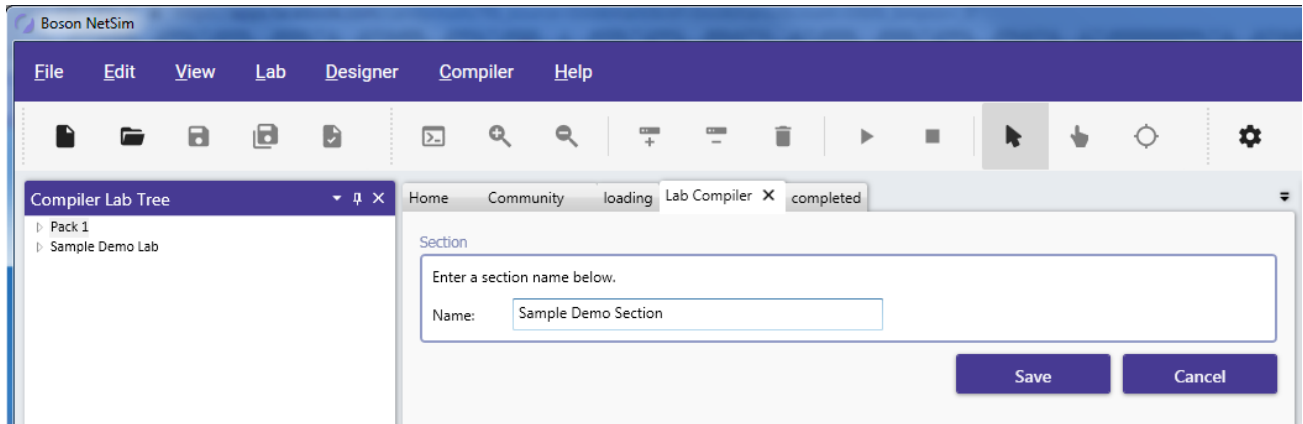 Boson NetSim
File Edit View Lab Designer Compiler Help
Compiler Lab Tree
Pack 1
Sample Demo Lab
Home Community loading Lab Compiler completed
Section
Enter a section name below.
Name: Sample Demo Section
Save Cancel